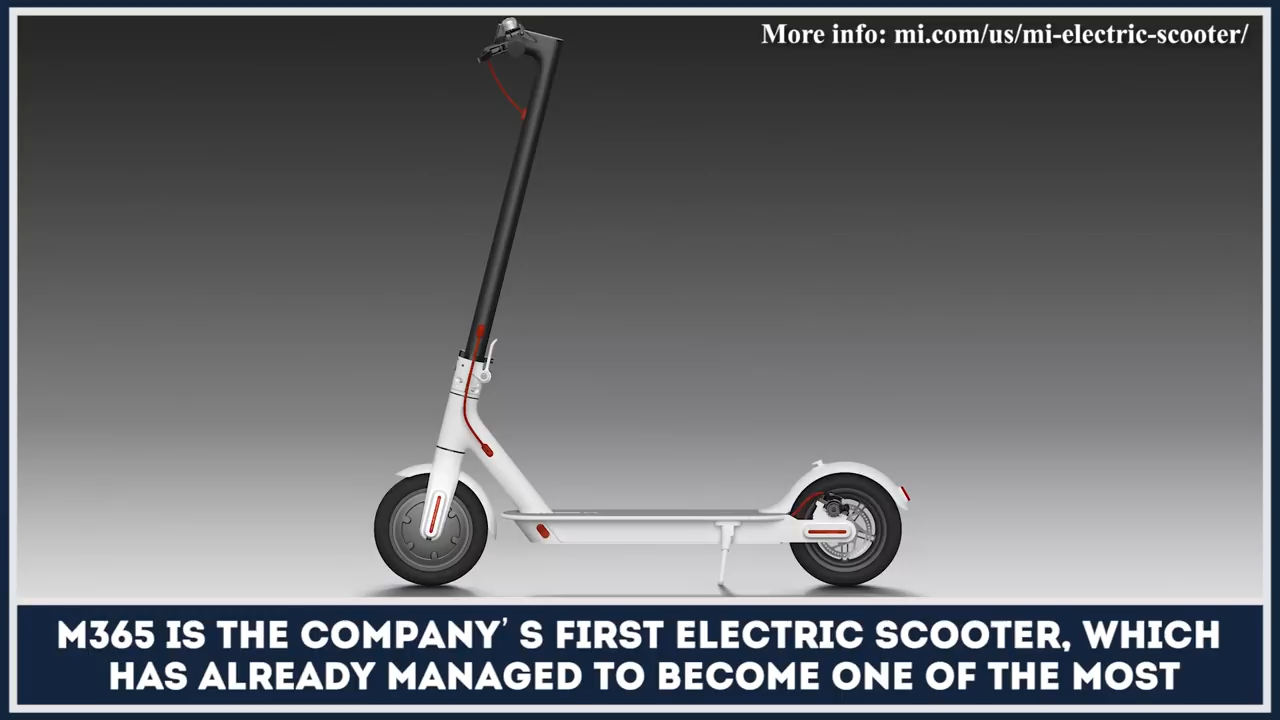 More info: mi.com/us/mi-electric-scooter/
M365 IS THE COMPANY’ S FIRST ELECTRIC SCOOTER, WHICH
HAS ALREADY MANAGED TO BECOME ONE OF THE MOST